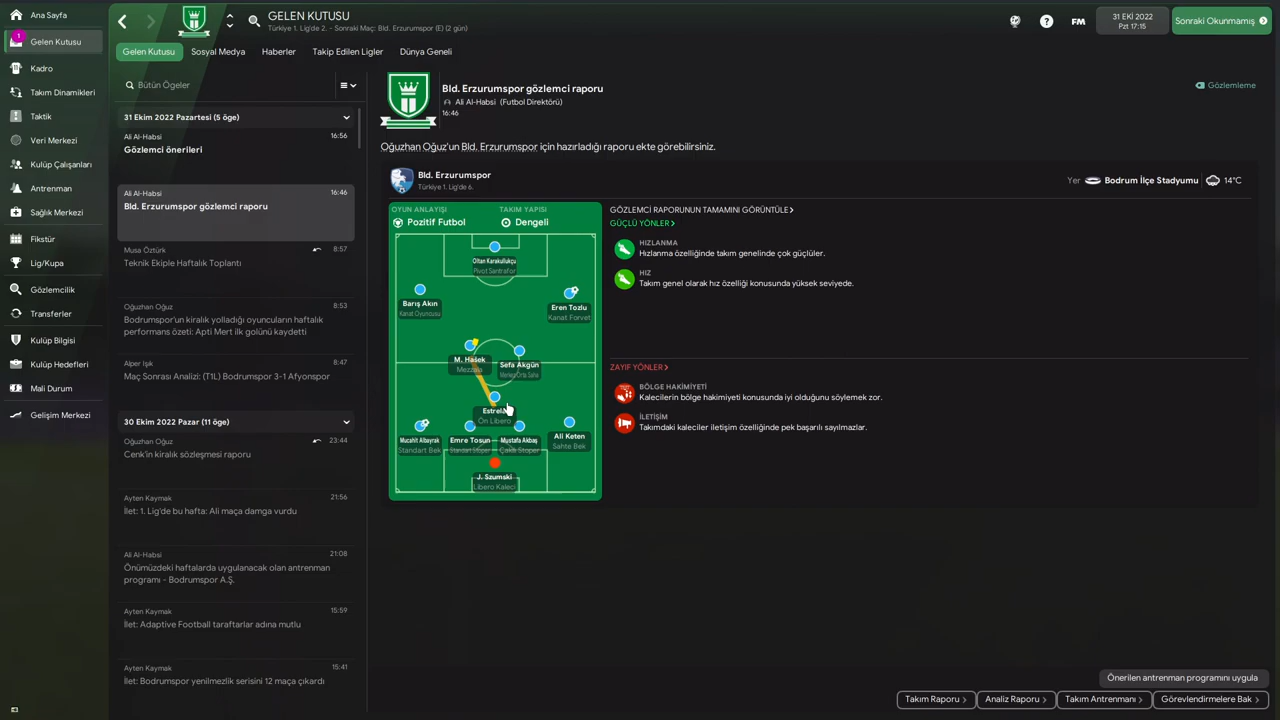 Ana Sayfa
1
Gelen Kutusu
Kadro
Takım Dinamikleri
Taktik
Veri Merkezi
Kulüp Çalışanları
Antrenman
Sağlık Merkezi
Fikstür
Lig/Kupa
Gözlemcilik
Transferler
Kulüp Bilgisi
Kulüp Hedefleri
Mali Durum
Gelişim Merkezi
GELEN KUTUSU
Türkiye 1. Lig'de 2. - Sonraki Maç: Bld. Erzurumspor (E) (2 gün)
FM
31 EKİ 2022
Pzt 17:15
Sonraki Okunmamış
Gelen Kutusu
Sosyal Medya
Haberler
Takip Edilen Ligler
Dünya Geneli
Bütün Ögeler
31 Ekim 2022 Pazartesi (5 öge)
Ali Al-Habsi
16:56
Gözlemci önerileri
Ali Al-Habsi
16:46
Bld. Erzurumspor gözlemci raporu
Musa Öztürk
8:57
Teknik Ekiple Haftalık Toplantı
Oğuzhan Oğuz
8:53
Bodrumspor'un kiralık yolladığı oyuncuların haftalık
performans özeti: Apti Mert ilk golünü kaydetti
Alper Işık
8:47
Maç Sonrası Analizi: (T1L) Bodrumspor 3-1 Afyonspor
30 Ekim 2022 Pazar (11 öge)
Oğuzhan Oğuz
23:44
Cenk'in kiralık sözleşmesi raporu
Ayten Kaymak
21:56
İlet: 1. Lig'de bu hafta: Ali maça damga vurdu
Ali Al-Habsi
21:08
Önümüzdeki haftalarda uygulanacak olan antrenman
programı - Bodrumspor A.Ş.
Ayten Kaymak
15:59
İlet: Adaptive Football taraftarlar adına mutlu
Ayten Kaymak
15:41
İlet: Bodrumspor yenilmezlik serisini 12 maça çıkardı
Bld. Erzurumspor gözlemci raporu
Ali Al-Habsi (Futbol Direktörü)
16:46
Gözlemleme
Oğuzhan Oğuz'un Bld. Erzurumspor için hazırladığı raporu ekte görebilirsiniz.
Bld. Erzurumspor
Türkiye 1. Lig'de 6.
Yer
Bodrum İlçe Stadyumu
14°C
OYUN ANLAYIŞI
Pozitif Futbol
TAKIM YAPISI
Dengeli
Oltan Karakullukçu
Pivot Santrafor
Barış Akın
Kanat Oyuncusu
Eren Tozlu
Kanat Forvet
M. Hašek
Mezzala
Sefa Akgün
Merkez Orta Saha
Estrela
Ön Libero
Mücahit Albayrak
Standart Bek
Emre Tosun
Standart Stoper
Mustafa Akbaş
Çakılı Stoper
Ali Keten
Sahte Bek
J. Szumski
Libero Kaleci
GÖZLEMCİ RAPORUNUN TAMAMINI GÖRÜNTÜLE
GÜÇLÜ YÖNLER
HIZLANMA
Hızlanma özelliğinde takım genelinde çok güçlüler.
HIZ
Takım genel olarak hız özelliği konusunda yüksek seviyede.
ZAYIF YÖNLER
BÖLGE HAKİMİYETİ
Kalecilerin bölge hakimiyeti konusunda iyi olduğunu söylemek zor.
İLETİŞİM
Takımdaki kaleciler iletişim özelliğinde pek başarılı sayılmazlar.
Önerilen antrenman programını uygula
Takım Raporu
Analiz Raporu
Takım Antrenmanı
Görevlendirmelere Bak